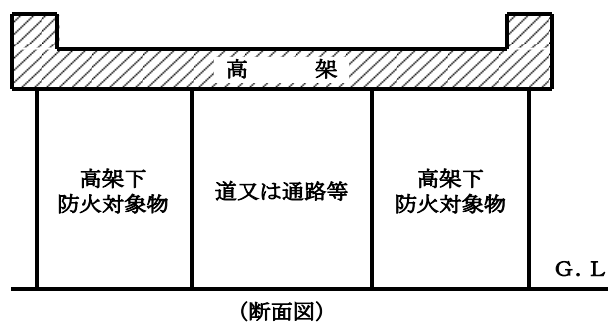 高　　　架
高架下
防火対象物
道又は通路等
高架下
防火対象物
G. L
(断面図)